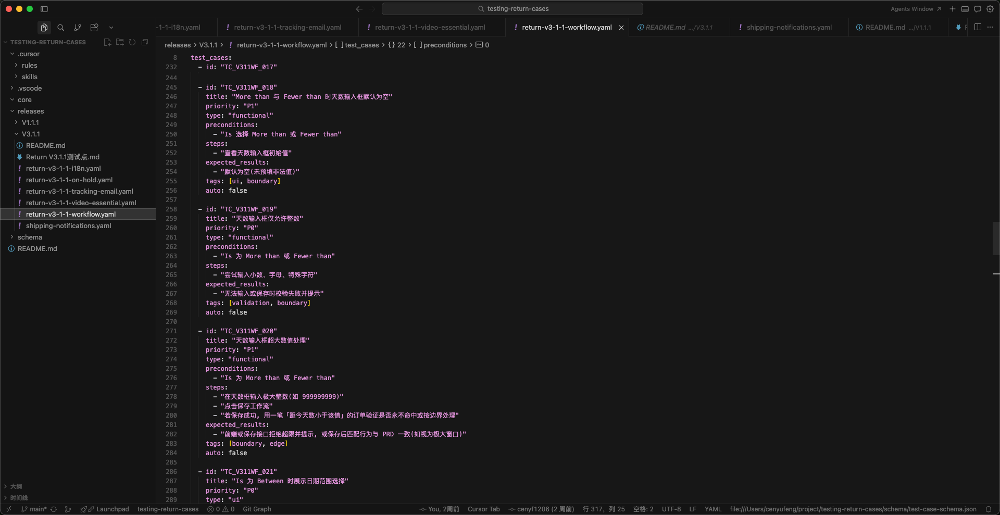 testing-return-cases
Agents Window
-1-1-i18n.yaml
return-v3-1-1-tracking-email.yaml
return-v3-1-1-video-essential.yaml
return-v3-1-1-workflow.yaml
README.md .../V3.1.1
shipping-notifications.yaml
README.md .../V1.1.1
TESTING-RETURN-CASES
.cursor
rules
skills
.vscode
core
releases
V1.1.1
V3.1.1
README.md
Return V3.1.1测试点.md
return-v3-1-1-i18n.yaml
return-v3-1-1-on-hold.yaml
return-v3-1-1-tracking-email.yaml
return-v3-1-1-video-essential.yaml
return-v3-1-1-workflow.yaml
shipping-notifications.yaml
schema
README.md
大纲
时间线
releases > V3.1.1 > ! return-v3-1-1-workflow.yaml > [ ] test_cases > {} 22 > [ ] preconditions > abc 0
8 test_cases:
232 - id: "TC_V311WF_017"
244
245 - id: "TC_V311WF_018"
246 title: "More than 与 Fewer than 时天数输入框默认为空"
247 priority: "P1"
248 type: "functional"
249 preconditions:
250 - "Is 选择 More than 或 Fewer than"
251 steps:
252 - "查看天数输入框初始值"
253 expected_results:
254 - "默认为空(未预填非法值)"
255 tags: [ui, boundary]
256 auto: false
257
258 - id: "TC_V311WF_019"
259 title: "天数输入框仅允许整数"
260 priority: "P0"
261 type: "functional"
262 preconditions:
263 - "Is 为 More than 或 Fewer than"
264 steps:
265 - "尝试输入小数、字母、特殊字符"
266 expected_results:
267 - "无法输入或保存时校验失败并提示"
268 tags: [validation, boundary]
269 auto: false
270
271 - id: "TC_V311WF_020"
272 title: "天数输入框超大数值处理"
273 priority: "P1"
274 type: "functional"
275 preconditions:
276 - "Is 为 More than 或 Fewer than"
277 steps:
278 - "在天数框输入极大整数(如 999999999)"
279 - "点击保存工作流"
280 - "若保存成功, 用一笔「距今天数小于该值」的订单验证是否永不命中或按边界处理"
281 expected_results:
282 - "前端或保存接口拒绝超限并提示, 或保存后匹配行为与 PRD 一致(如视为极大窗口)"
283 tags: [boundary, edge]
284 auto: false
285
286 - id: "TC_V311WF_021"
287 title: "Is 为 Between 时展示日期范围选择"
288 priority: "P0"
289 type: "ui"
main*
Launchpad
testing-return-cases
0 0
Git Graph
You, 2周前
Cursor Tab
cenyf1206 (2 周前)
行 317, 列 25
空格: 2
UTF-8
LF
YAML
file:///Users/cenyufeng/project/testing-return-cases/schema/test-case-schema.json